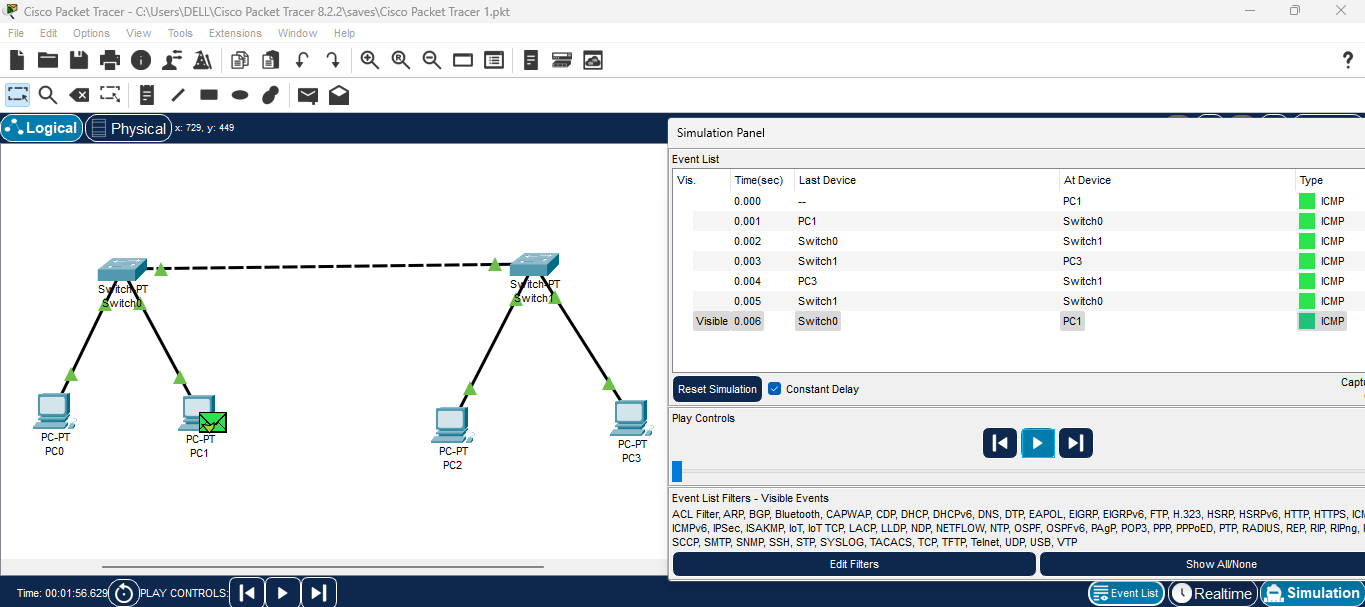 Cisco Packet Tracer - C:\Users\DELL\Cisco Packet Tracer 8.2.2\saves\Cisco Packet Tracer 1.pkt
File Edit Options View Tools Extensions Window Help
Logical Physical x: 729, y: 449
Simulation Panel
Event List
Vis. Time(sec) Last Device At Device Type
0.000 -- PC1 ICMP
0.001 PC1 Switch0 ICMP
0.002 Switch0 Switch1 ICMP
0.003 Switch1 PC3 ICMP
0.004 PC3 Switch1 ICMP
0.005 Switch1 Switch0 ICMP
Visible 0.006 Switch0 PC1 ICMP
Switch-PT
Switch0
Switch-PT
Switch1
PC-PT
PC0
PC-PT
PC1
PC-PT
PC2
PC-PT
PC3
Reset Simulation Constant Delay Capt
Play Controls
Event List Filters - Visible Events
ACL Filter, ARP, BGP, Bluetooth, CAPWAP, CDP, DHCP, DHCPv6, DNS, DTP, EAPOL, EIGRP, EIGRPv6, FTP, H.323, HSRP, HSRPv6, HTTP, HTTPS, ICM
ICMPv6, IPSec, ISAKMP, IoT, IoT TCP, LACP, LLDP, NDP, NETFLOW, NTP, OSPF, OSPFv6, PAgP, POP3, PPP, PPPoED, PTP, RADIUS, REP, RIP, RIPng,
SCCP, SMTP, SNMP, SSH, STP, SYSLOG, TACACS, TCP, TFTP, Telnet, UDP, USB, VTP
Edit Filters Show All/None
Time: 00:01:56.629 PLAY CONTROLS: Event List Realtime Simulation